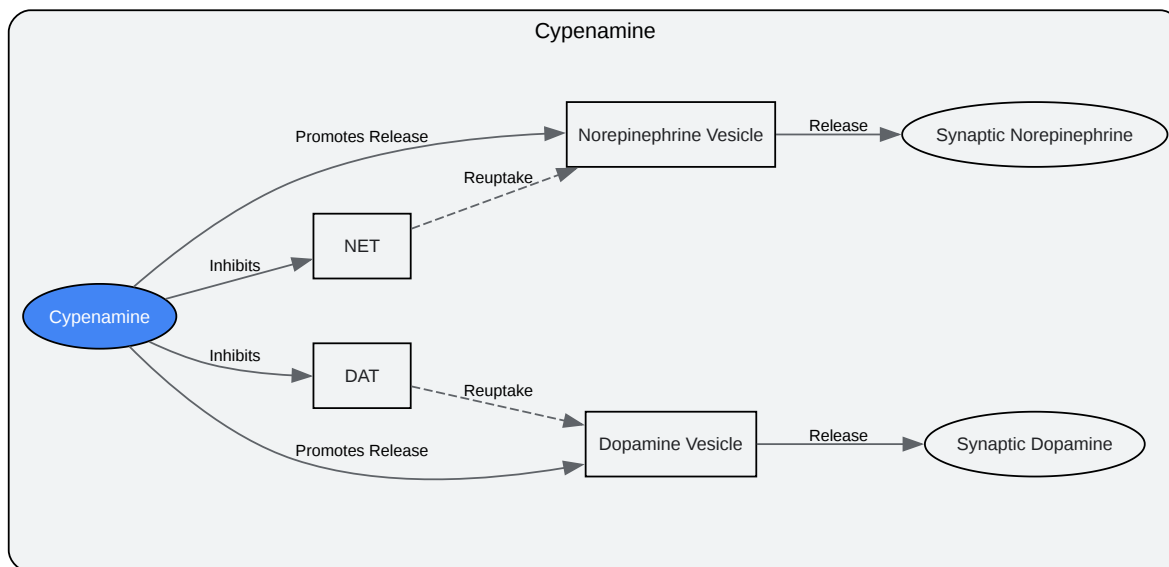 Cypenamine
Promotes Release
Norepinephrine Vesicle
Release
Synaptic Norepinephrine
Reuptake
NET
Inhibits
Cypenamine
Inhibits
DAT
Reuptake
Promotes Release
Dopamine Vesicle
Release
Synaptic Dopamine